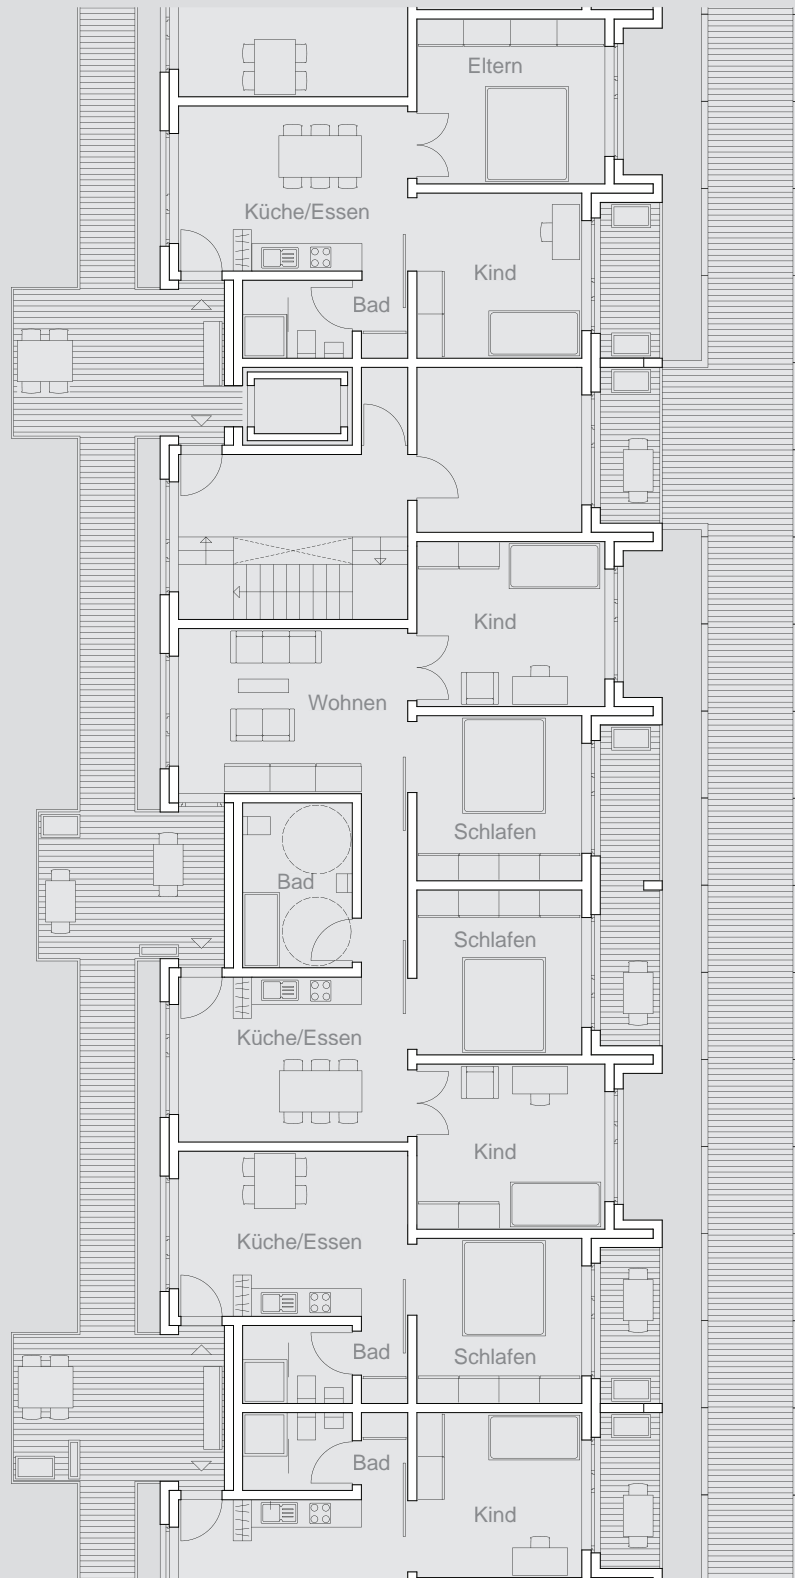 Eltern
Küche/Essen
Kind
Bad
Kind
Wohnen
Schlafen
Bad
Schlafen
Küche/Essen
Kind
Küche/Essen
Bad
Schlafen
Bad
Kind